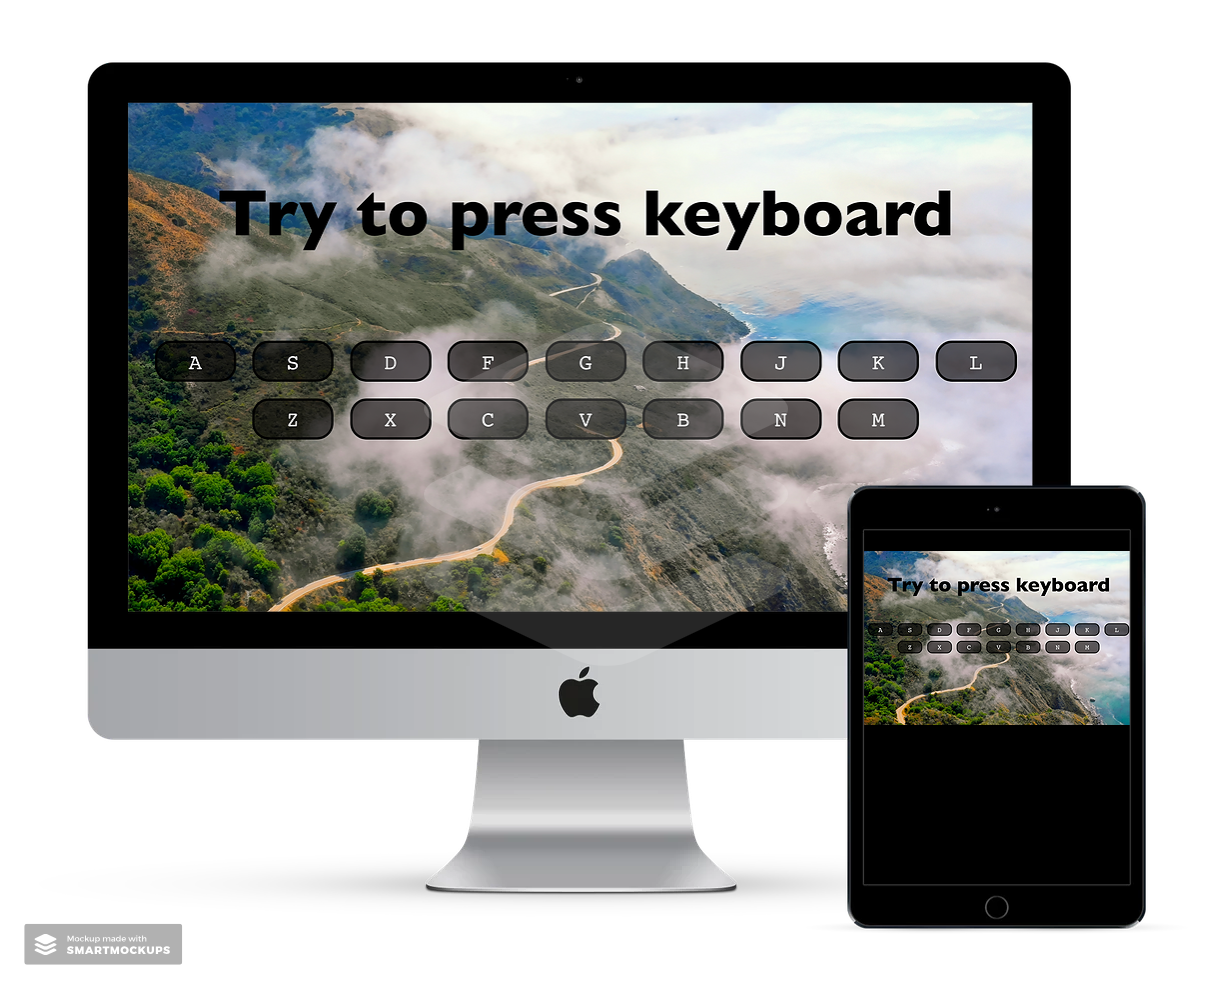 Try to press keyboard
A S D F G H J K L
Z X C V B N M
Try to press keyboard
A S D F G H J K L
Z X C V B N M
Mockup made with
SMARTMOCKUPS